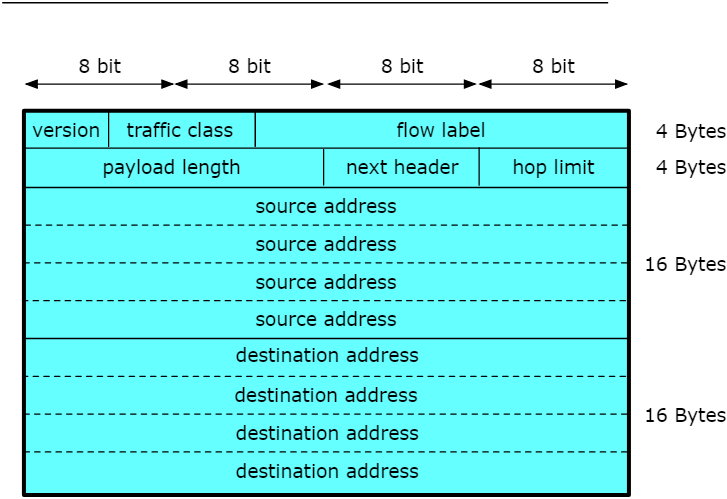 8 bit 8 bit 8 bit 8 bit
version traffic class flow label 4 Bytes
payload length next header hop limit 4 Bytes
source address
source address
16 Bytes
source address
source address
destination address
destination address
16 Bytes
destination address
destination address